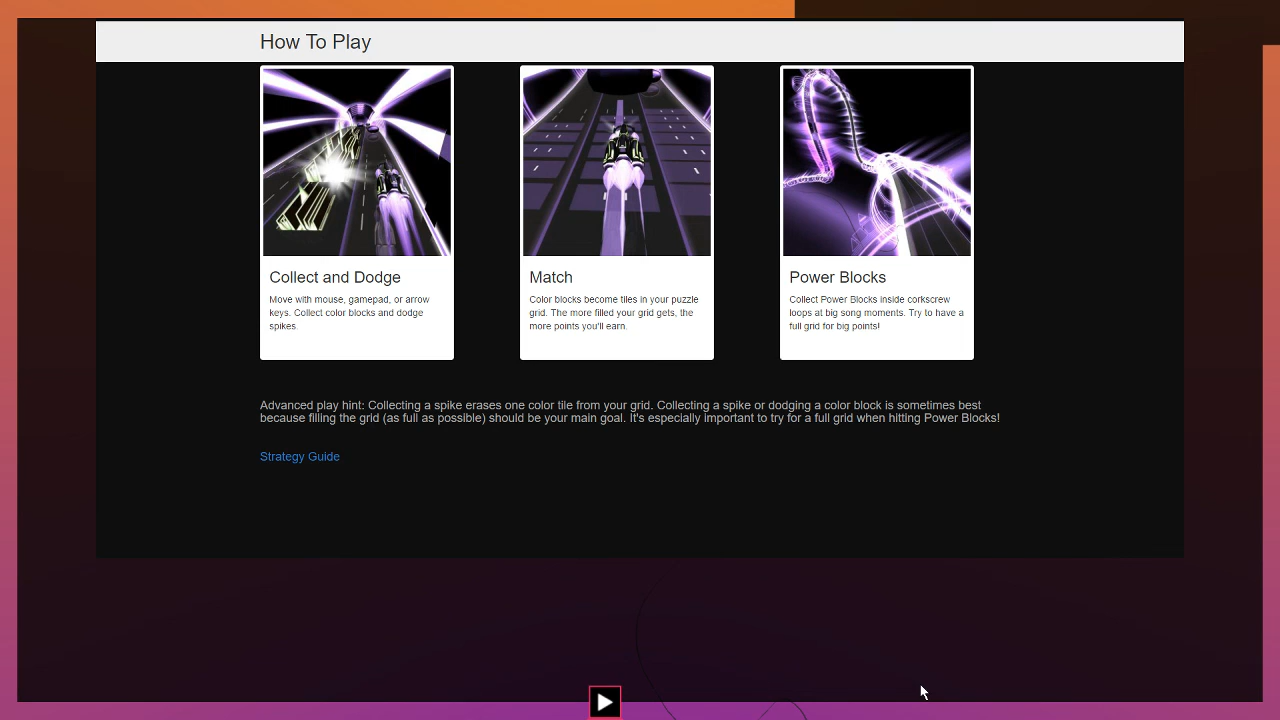 How To Play
Collect and Dodge
Move with mouse, gamepad, or arrow
keys. Collect color blocks and dodge
spikes.
Match
Color blocks become tiles in your puzzle
grid. The more filled your grid gets, the
more points you'll earn.
Power Blocks
Collect Power Blocks inside corkscrew
loops at big song moments. Try to have a
full grid for big points!
Advanced play hint: Collecting a spike erases one color tile from your grid. Collecting a spike or dodging a color block is sometimes best
because filling the grid (as full as possible) should be your main goal. It's especially important to try for a full grid when hitting Power Blocks!
Strategy Guide